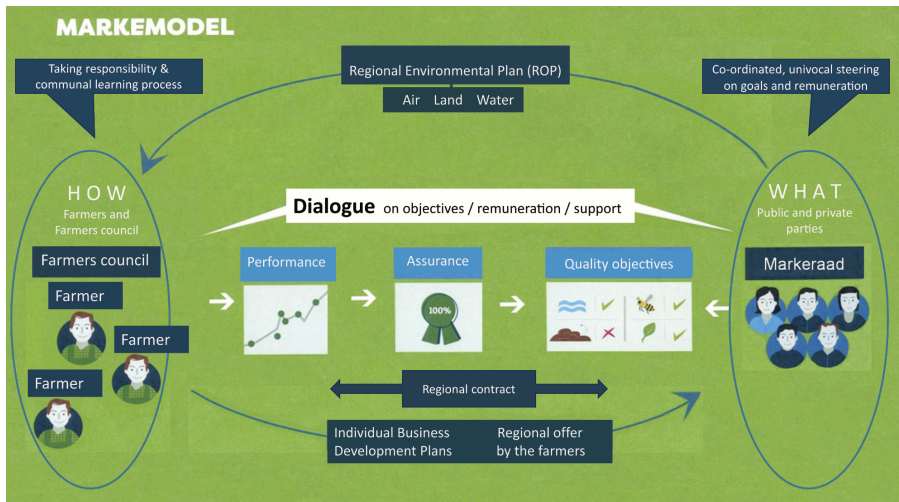 MARKEMODEL
Taking responsibility &
communal learning process
Regional Environmental Plan (ROP)
Air Land Water
Co-ordinated, univocal steering
on goals and remuneration
HOW
Farmers and
Farmers council
Dialogue on objectives / remuneration / support
WHAT
Public and private
parties
Farmers council
Performance
Assurance
Quality objectives
Markeraad
Farmer
Farmer
Farmer
100%
Regional contract
Individual Business
Development Plans
Regional offer
by the farmers